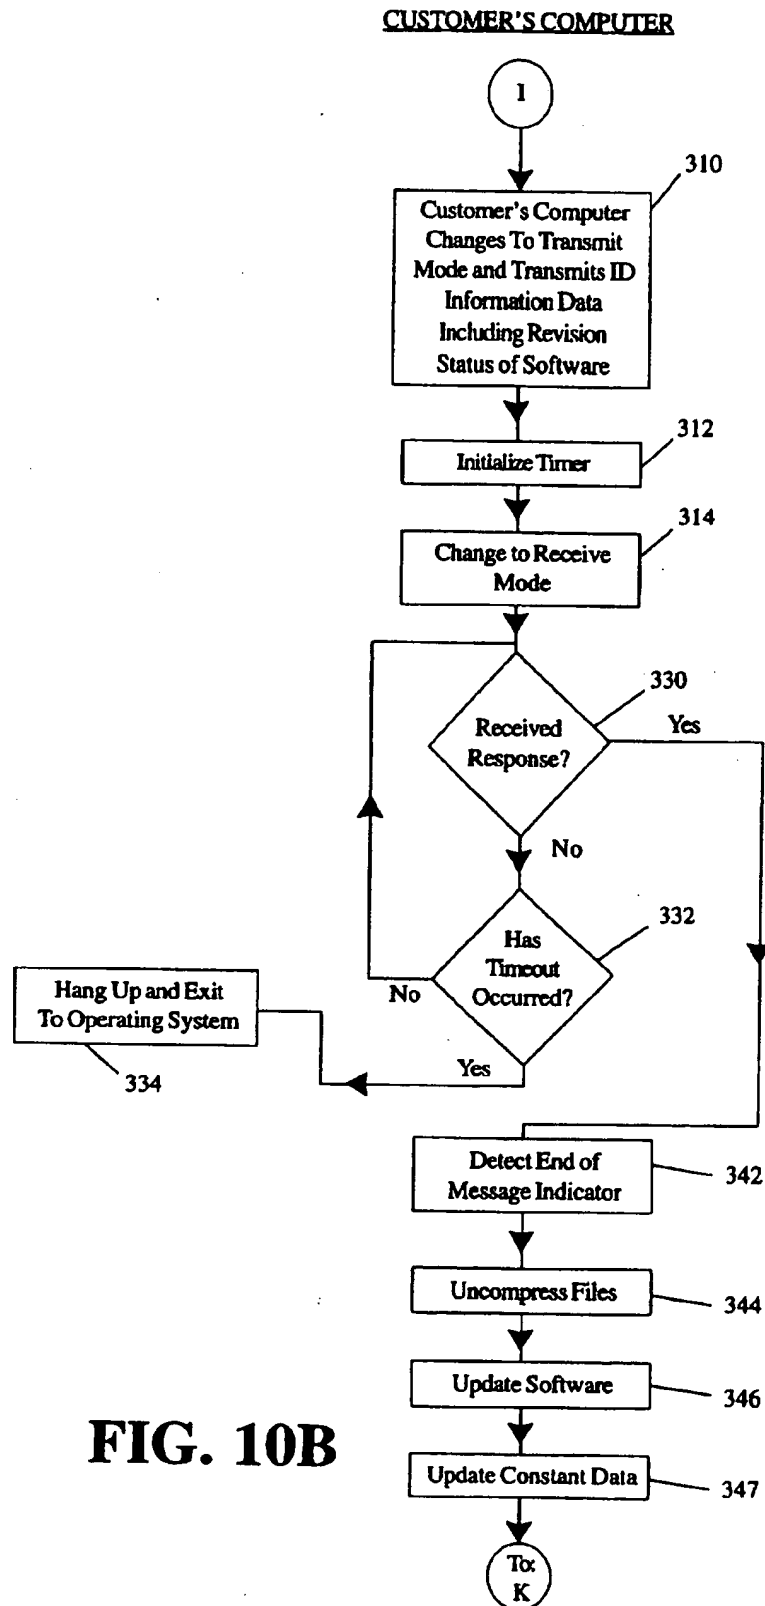 CUSTOMER'S COMPUTER
1
310
Customer's Computer
Changes To Transmit
Mode and Transmits ID
Information Data
Including Revision
Status of Software
312
Initialize Timer
314
Change to Receive
Mode
330
Received
Response?
Yes
No
332
Has
Timeout
Occurred?
No
Hang Up and Exit
To Operating System
334
Yes
Detect End of
Message Indicator
342
Uncompress Files
344
Update Software
346
FIG. 10B
Update Constant Data
347
To:
K